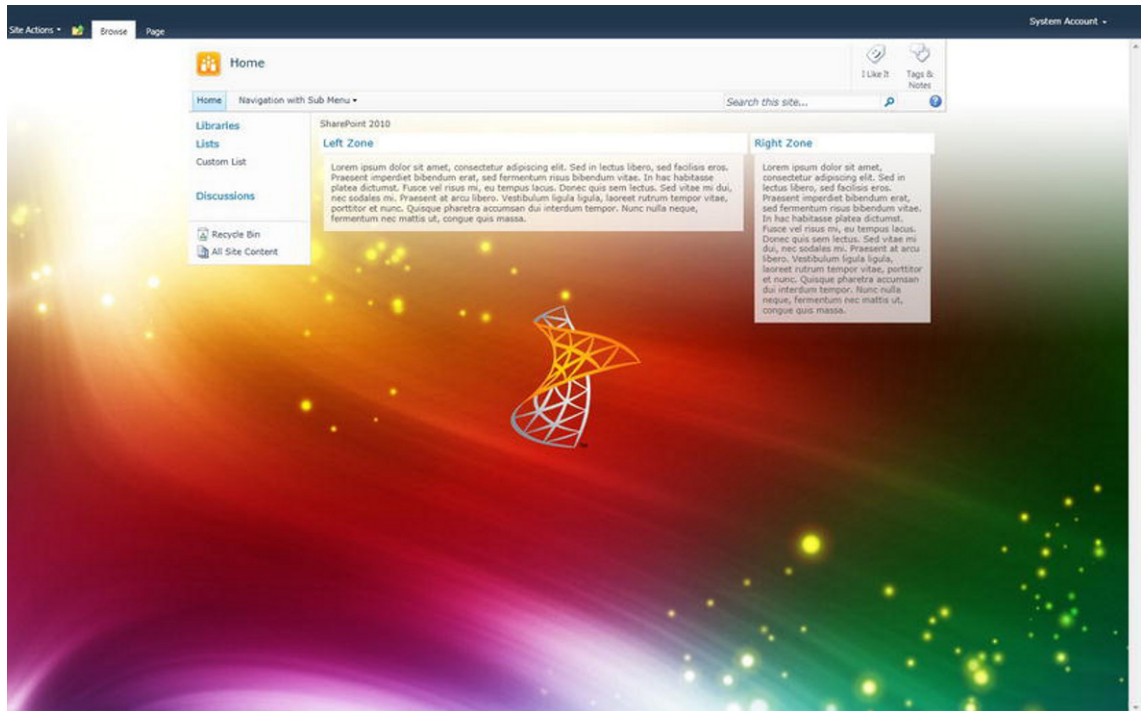 Site Actions
Browse
Page
System Account
Home
I Like It
Tags &
Notes
Home
Navigation with Sub Menu
Search this site...
Libraries
Lists
Custom List
Discussions
Recycle Bin
All Site Content
SharePoint 2010
Left Zone
Lorem ipsum dolor sit amet, consectetur adipiscing elit. Sed in lectus libero, sed facilisis eros.
Praesent imperdiet bibendum erat, sed fermentum risus bibendum vitae. In hac habitasse
platea dictumst. Fusce vel risus mi, eu tempus lacus. Donec quis sem lectus. Sed vitae mi dui,
nec sodales mi. Praesent at arcu libero. Vestibulum ligula ligula, laoreet rutrum tempor vitae,
porttitor et nunc. Quisque pharetra accumsan dui interdum tempor. Nunc nulla neque,
fermentum nec mattis ut, congue quis massa.
Right Zone
Lorem ipsum dolor sit amet,
consectetur adipiscing elit. Sed in
lectus libero, sed facilisis eros.
Praesent imperdiet bibendum erat,
sed fermentum risus bibendum vitae.
In hac habitasse platea dictumst.
Fusce vel risus mi, eu tempus lacus.
Donec quis sem lectus. Sed vitae mi
dui, nec sodales mi. Praesent at arcu
libero. Vestibulum ligula ligula,
laoreet rutrum tempor vitae, porttitor
et nunc. Quisque pharetra accumsan
dui interdum tempor. Nunc nulla
neque, fermentum nec mattis ut,
congue quis massa.
TM